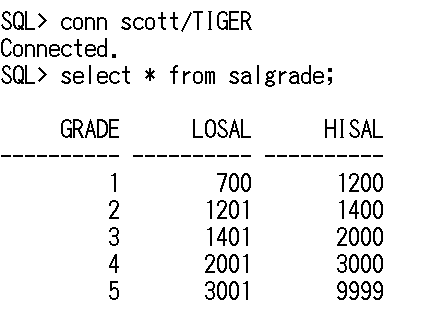 SQL> conn scott/TIGER
Connected.
SQL> select * from salgrade;
GRADE LOSAL HISAL
---------- ---------- ----------
1 700 1200
2 1201 1400
3 1401 2000
4 2001 3000
5 3001 9999